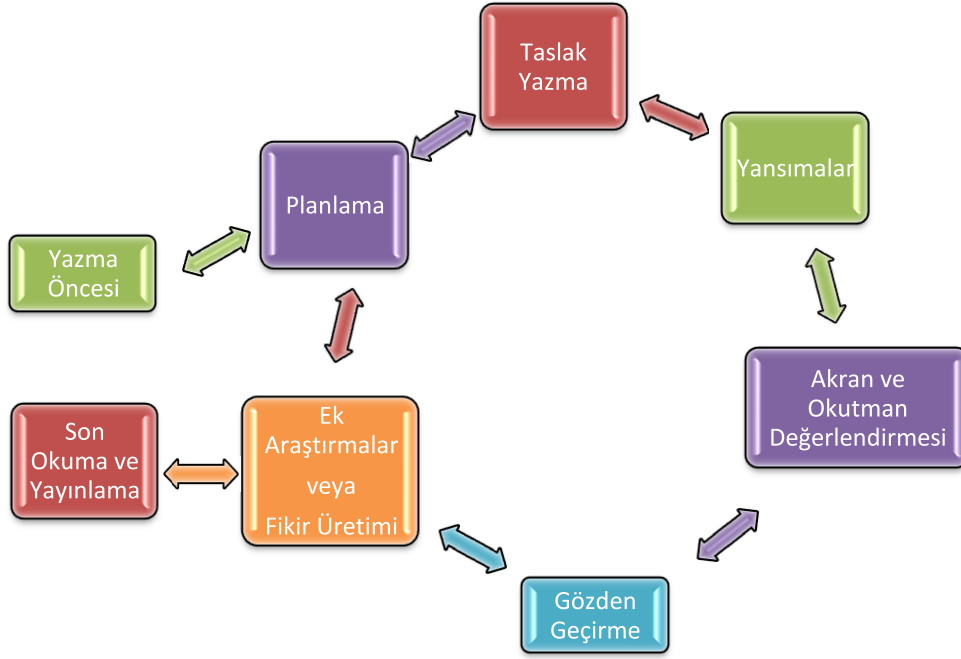 Taslak
Yazma
Planlama
Yansımalar
Yazma
Öncesi
Akran ve
Okutman
Değerlendirmesi
Son
Okuma ve
Yayınlama
Ek
Araştırmalar
veya
Fikir Üretimi
Gözden
Geçirme